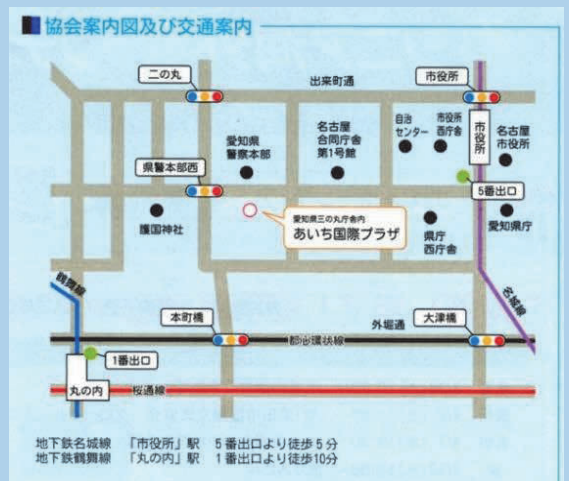 協会案内図及び交通案内
二の丸
出来町通
市役所
愛知県
警察本部
名古屋
合同庁舎
第1号館
自治
センター
市役所
西庁舎
市役所
名古屋
市役所
県警本部西
5番出口
護国神社
愛知県三の丸庁舎内
あいち国際プラザ
県庁
西庁舎
愛知県庁
鶴舞線
名城線
本町橋
外堀通
大津橋
都心環状線
1番出口
丸の内
桜通線
地下鉄名城線 「市役所」駅 5番出口より徒歩5分
地下鉄鶴舞線 「丸の内」駅 1番出口より徒歩10分